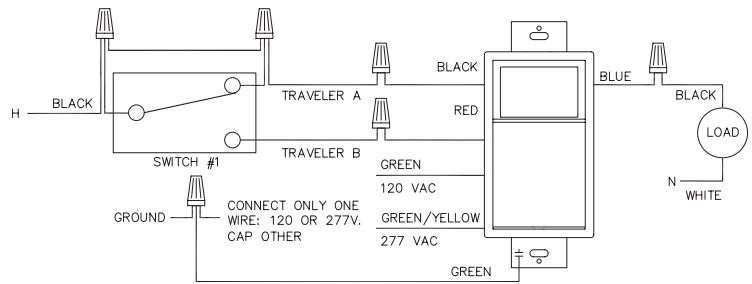 H
BLACK
SWITCH #1
TRAVELER A
TRAVELER B
BLACK
RED
BLUE
BLACK
LOAD
N
WHITE
GREEN
120 VAC
GREEN/YELLOW
277 VAC
GROUND
CONNECT ONLY ONE
WIRE: 120 OR 277V.
CAP OTHER
GREEN